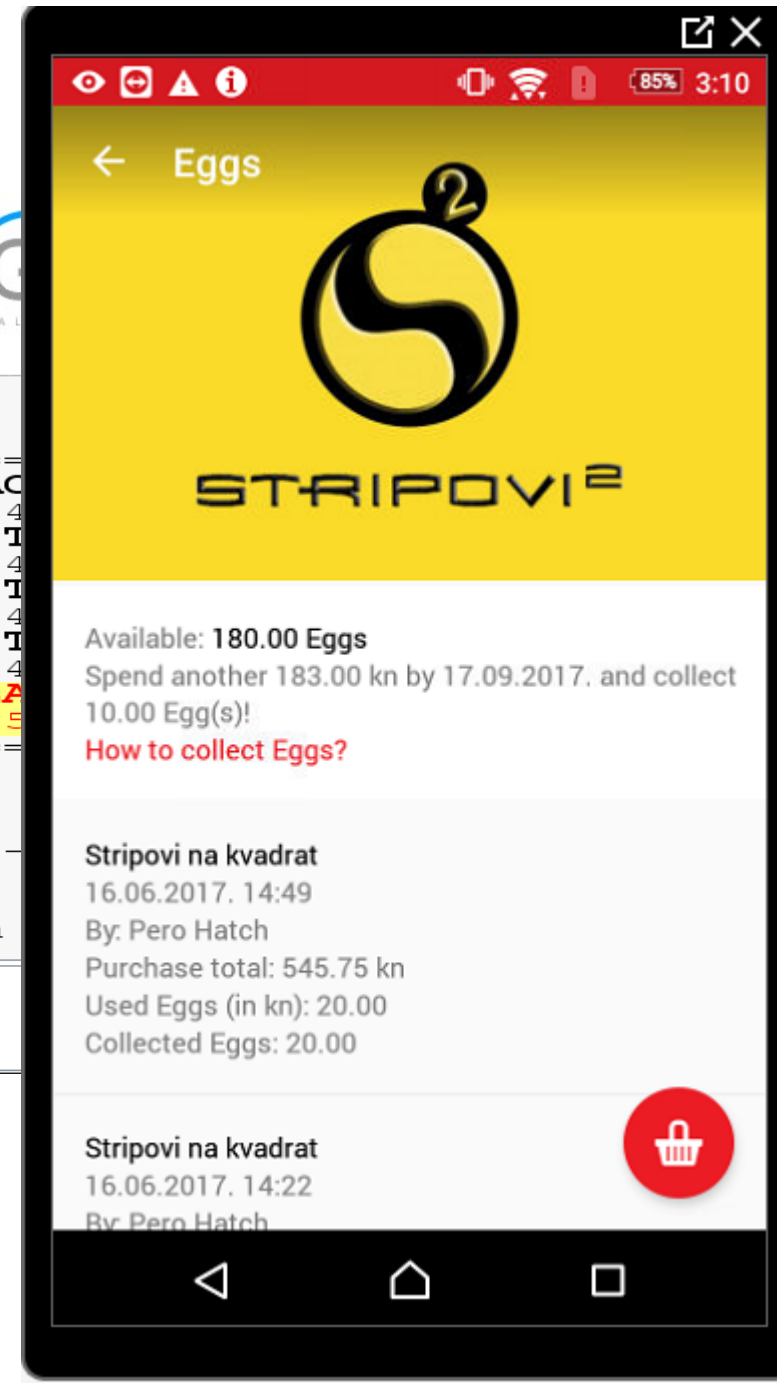 85% 3:10
Eggs
2
STRIPOVI²
Available: 180.00 Eggs
Spend another 183.00 kn by 17.09.2017. and collect
10.00 Egg(s)!
How to collect Eggs?
Stripovi na kvadrat
16.06.2017. 14:49
By: Pero Hatch
Purchase total: 545.75 kn
Used Eggs (in kn): 20.00
Collected Eggs: 20.00
Stripovi na kvadrat
16.06.2017. 14:22
By: Pero Hatch